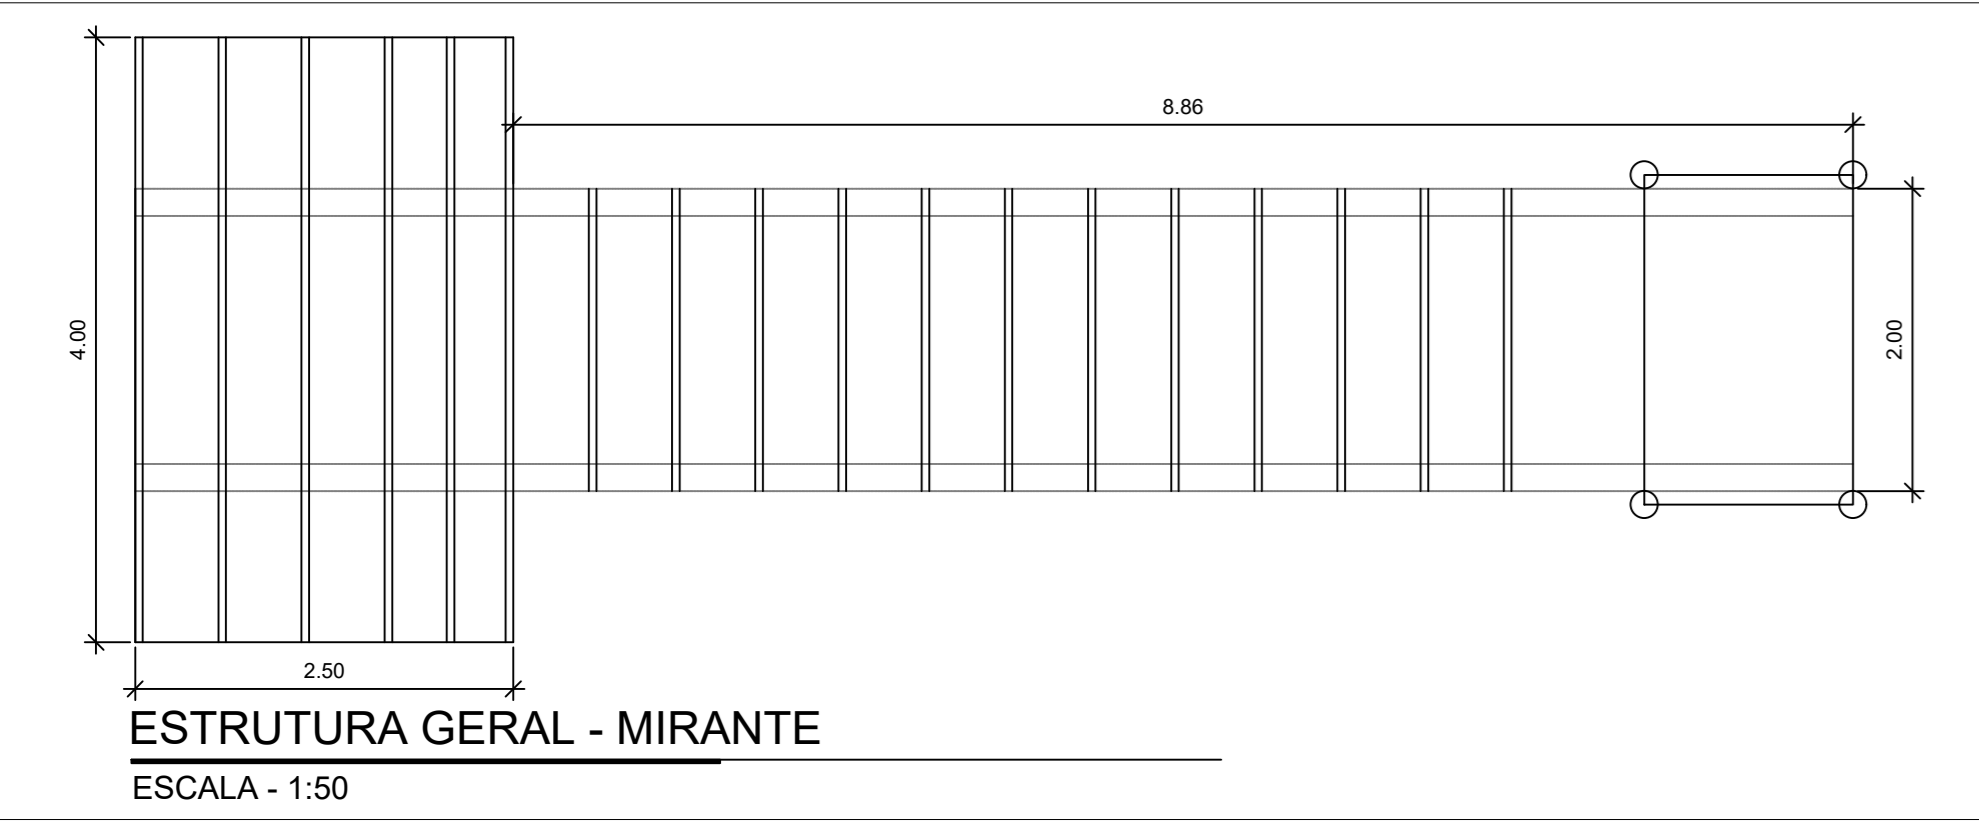 8.86
4.00
2.00
2.50
ESTRUTURA GERAL - MIRANTE
ESCALA - 1:50